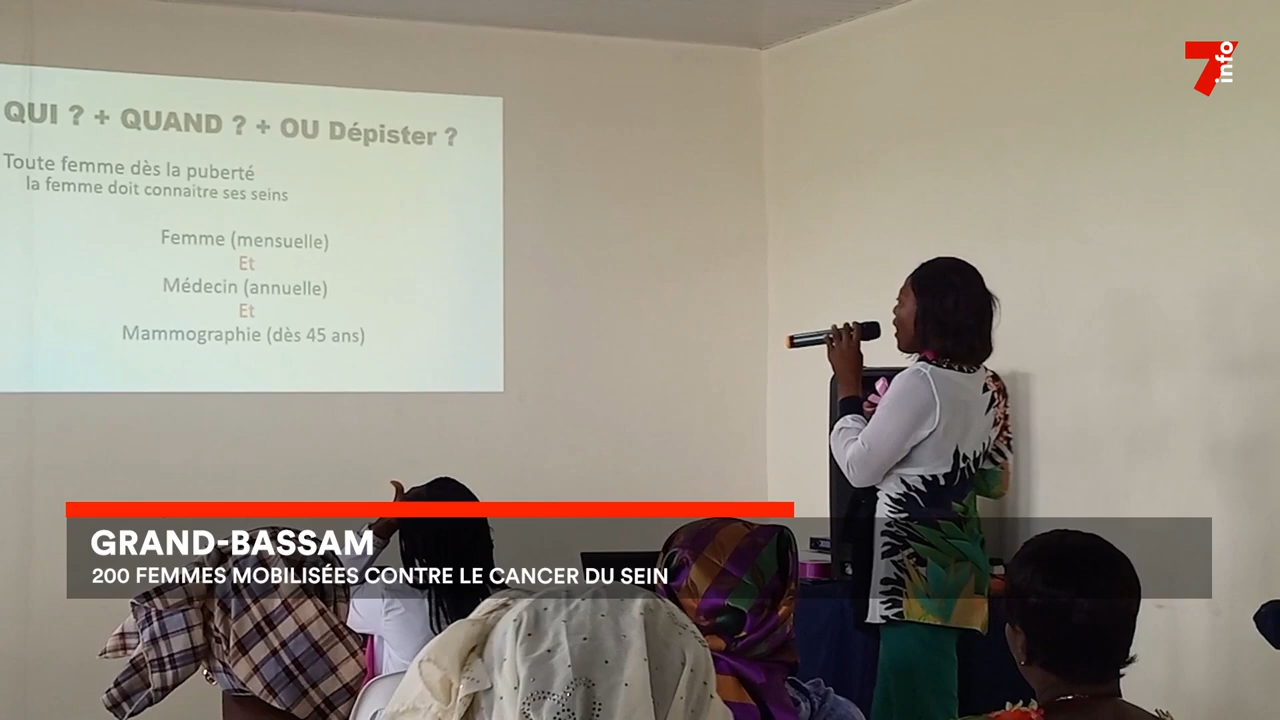 7 info
QUI ? + QUAND ? + OU Dépister ?
Toute femme dès la puberté
la femme doit connaitre ses seins
Femme (mensuelle)
Et
Médecin (annuelle)
Et
Mammographie (dès 45 ans)
GRAND-BASSAM
200 FEMMES MOBILISÉES CONTRE LE CANCER DU SEIN